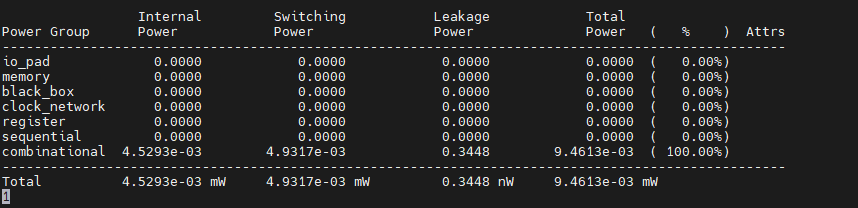 Internal Switching Leakage Total
Power Group Power Power Power Power ( % ) Attrs
--------------------------------------------------------------------------------------------------
io_pad 0.0000 0.0000 0.0000 0.0000 ( 0.00%)
memory 0.0000 0.0000 0.0000 0.0000 ( 0.00%)
black_box 0.0000 0.0000 0.0000 0.0000 ( 0.00%)
clock_network 0.0000 0.0000 0.0000 0.0000 ( 0.00%)
register 0.0000 0.0000 0.0000 0.0000 ( 0.00%)
sequential 0.0000 0.0000 0.0000 0.0000 ( 0.00%)
combinational 4.5293e-03 4.9317e-03 0.3448 9.4613e-03 ( 100.00%)
--------------------------------------------------------------------------------------------------
Total 4.5293e-03 mW 4.9317e-03 mW 0.3448 nW 9.4613e-03 mW
1